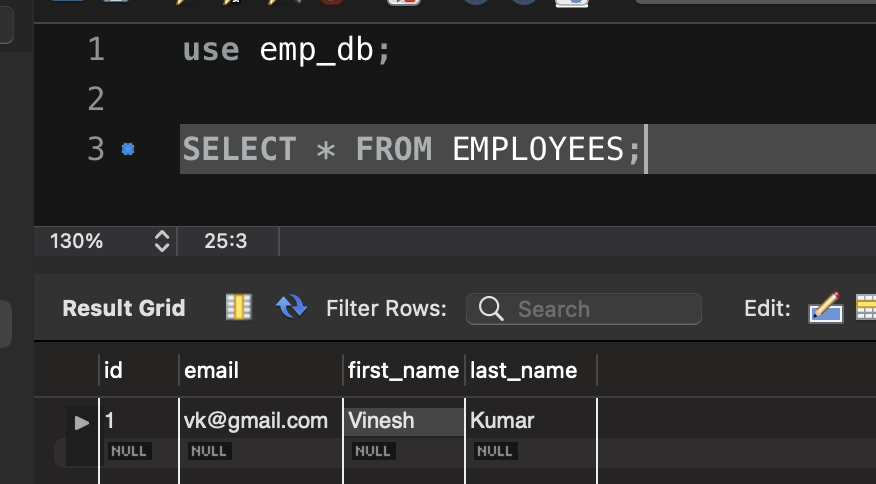 1 use emp_db;
2
3 SELECT * FROM EMPLOYEES;
130% 25:3
Result Grid Filter Rows: Search Edit:
id email first_name last_name
1 vk@gmail.com Vinesh Kumar
NULL NULL NULL NULL